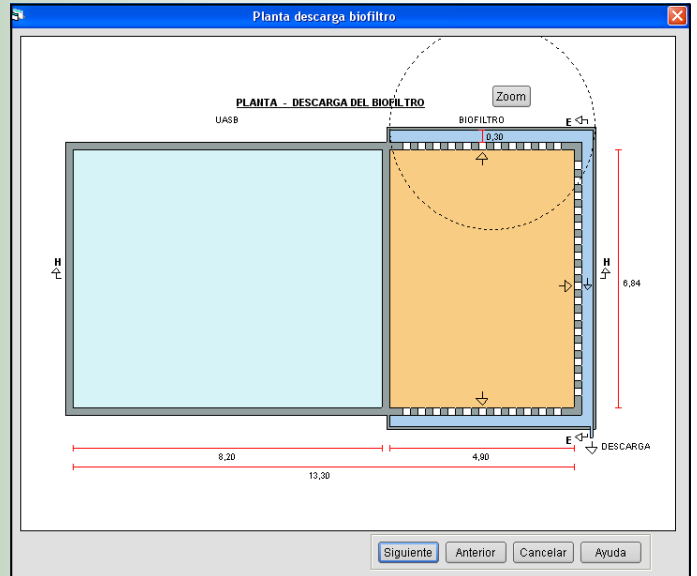 Planta descarga biofiltro
PLANTA - DESCARGA DEL BIOFILTRO
Zoom
UASB
BIOFILTRO
E
0,30
H
H
6,84
E
DESCARGA
8,20
4,90
13,30
Siguiente
Anterior
Cancelar
Ayuda